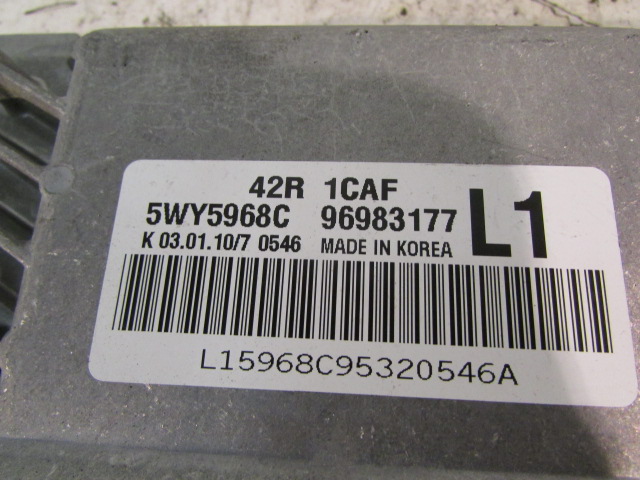 42R 1CAF
5WY5968C 96983177 L1
K 03.01.10/7 0546 MADE IN KOREA
L15968C95320546A